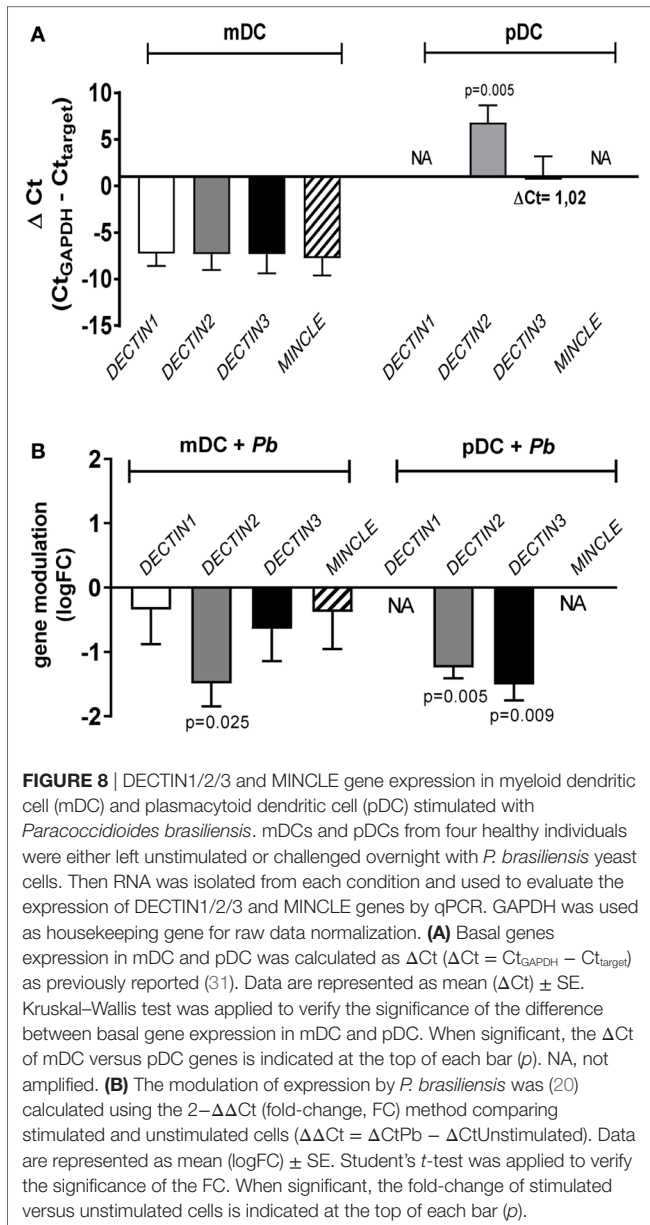 A
mDC
pDC
Δ Ct
(Ct_GAPDH - Ct_target)
10
5
0
-5
-10
-15
p=0.005
NA
NA
ΔCt= 1,02
DECTIN1
DECTIN2
DECTIN3
MINCLE
DECTIN1
DECTIN2
DECTIN3
MINCLE
B
mDC + Pb
pDC + Pb
gene modulation
(logFC)
2
1
0
-1
-2
DECTIN1
DECTIN2
DECTIN3
MINCLE
DECTIN1
DECTIN2
DECTIN3
MINCLE
NA
NA
p=0.025
p=0.005
p=0.009
FIGURE 8 | DECTIN1/2/3 and MINCLE gene expression in myeloid dendritic
cell (mDC) and plasmacytoid dendritic cell (pDC) stimulated with
Paracoccidioides brasiliensis. mDCs and pDCs from four healthy individuals
were either left unstimulated or challenged overnight with P. brasiliensis yeast
cells. Then RNA was isolated from each condition and used to evaluate the
expression of DECTIN1/2/3 and MINCLE genes by qPCR. GAPDH was used
as housekeeping gene for raw data normalization. (A) Basal genes
expression in mDC and pDC was calculated as ΔCt (ΔCt = Ct_GAPDH – Ct_target)
as previously reported (31). Data are represented as mean (ΔCt) ± SE.
Kruskal–Wallis test was applied to verify the significance of the difference
between basal gene expression in mDC and pDC. When significant, the ΔCt
of mDC versus pDC genes is indicated at the top of each bar (p). NA, not
amplified. (B) The modulation of expression by P. brasiliensis was (20)
calculated using the 2−ΔΔCt (fold-change, FC) method comparing
stimulated and unstimulated cells (ΔΔCt = ΔCtPb − ΔCtUnstimulated). Data
are represented as mean (logFC) ± SE. Student's t-test was applied to verify
the significance of the FC. When significant, the fold-change of stimulated
versus unstimulated cells is indicated at the top of each bar (p).